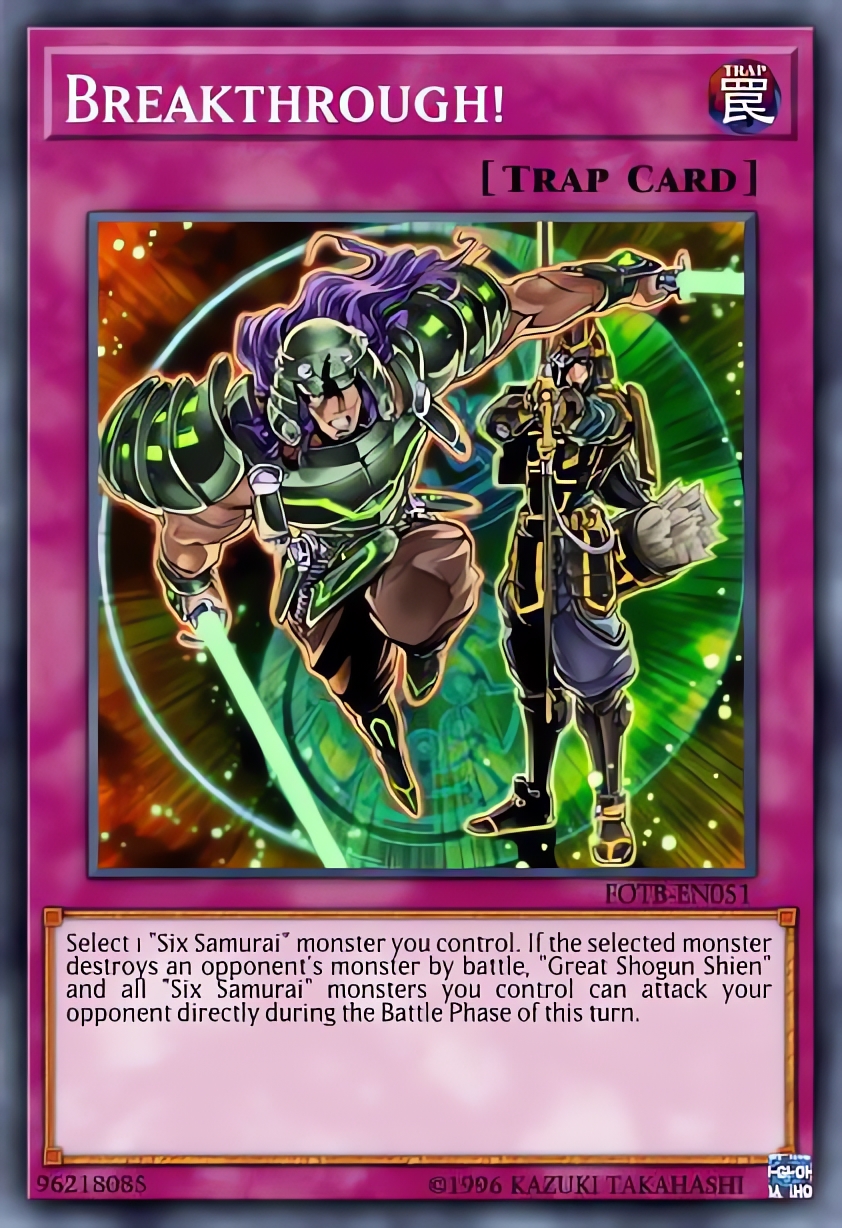 BREAKTHROUGH!
TRAP
罠
[TRAP CARD]
FOTB-EN051
Select 1 "Six Samurai" monster you control. If the selected monster
destroys an opponent's monster by battle, "Great Shogun Shien"
and all "Six Samurai" monsters you control can attack your
opponent directly during the Battle Phase of this turn.
96218085
©1996 KAZUKI TAKAHASHI